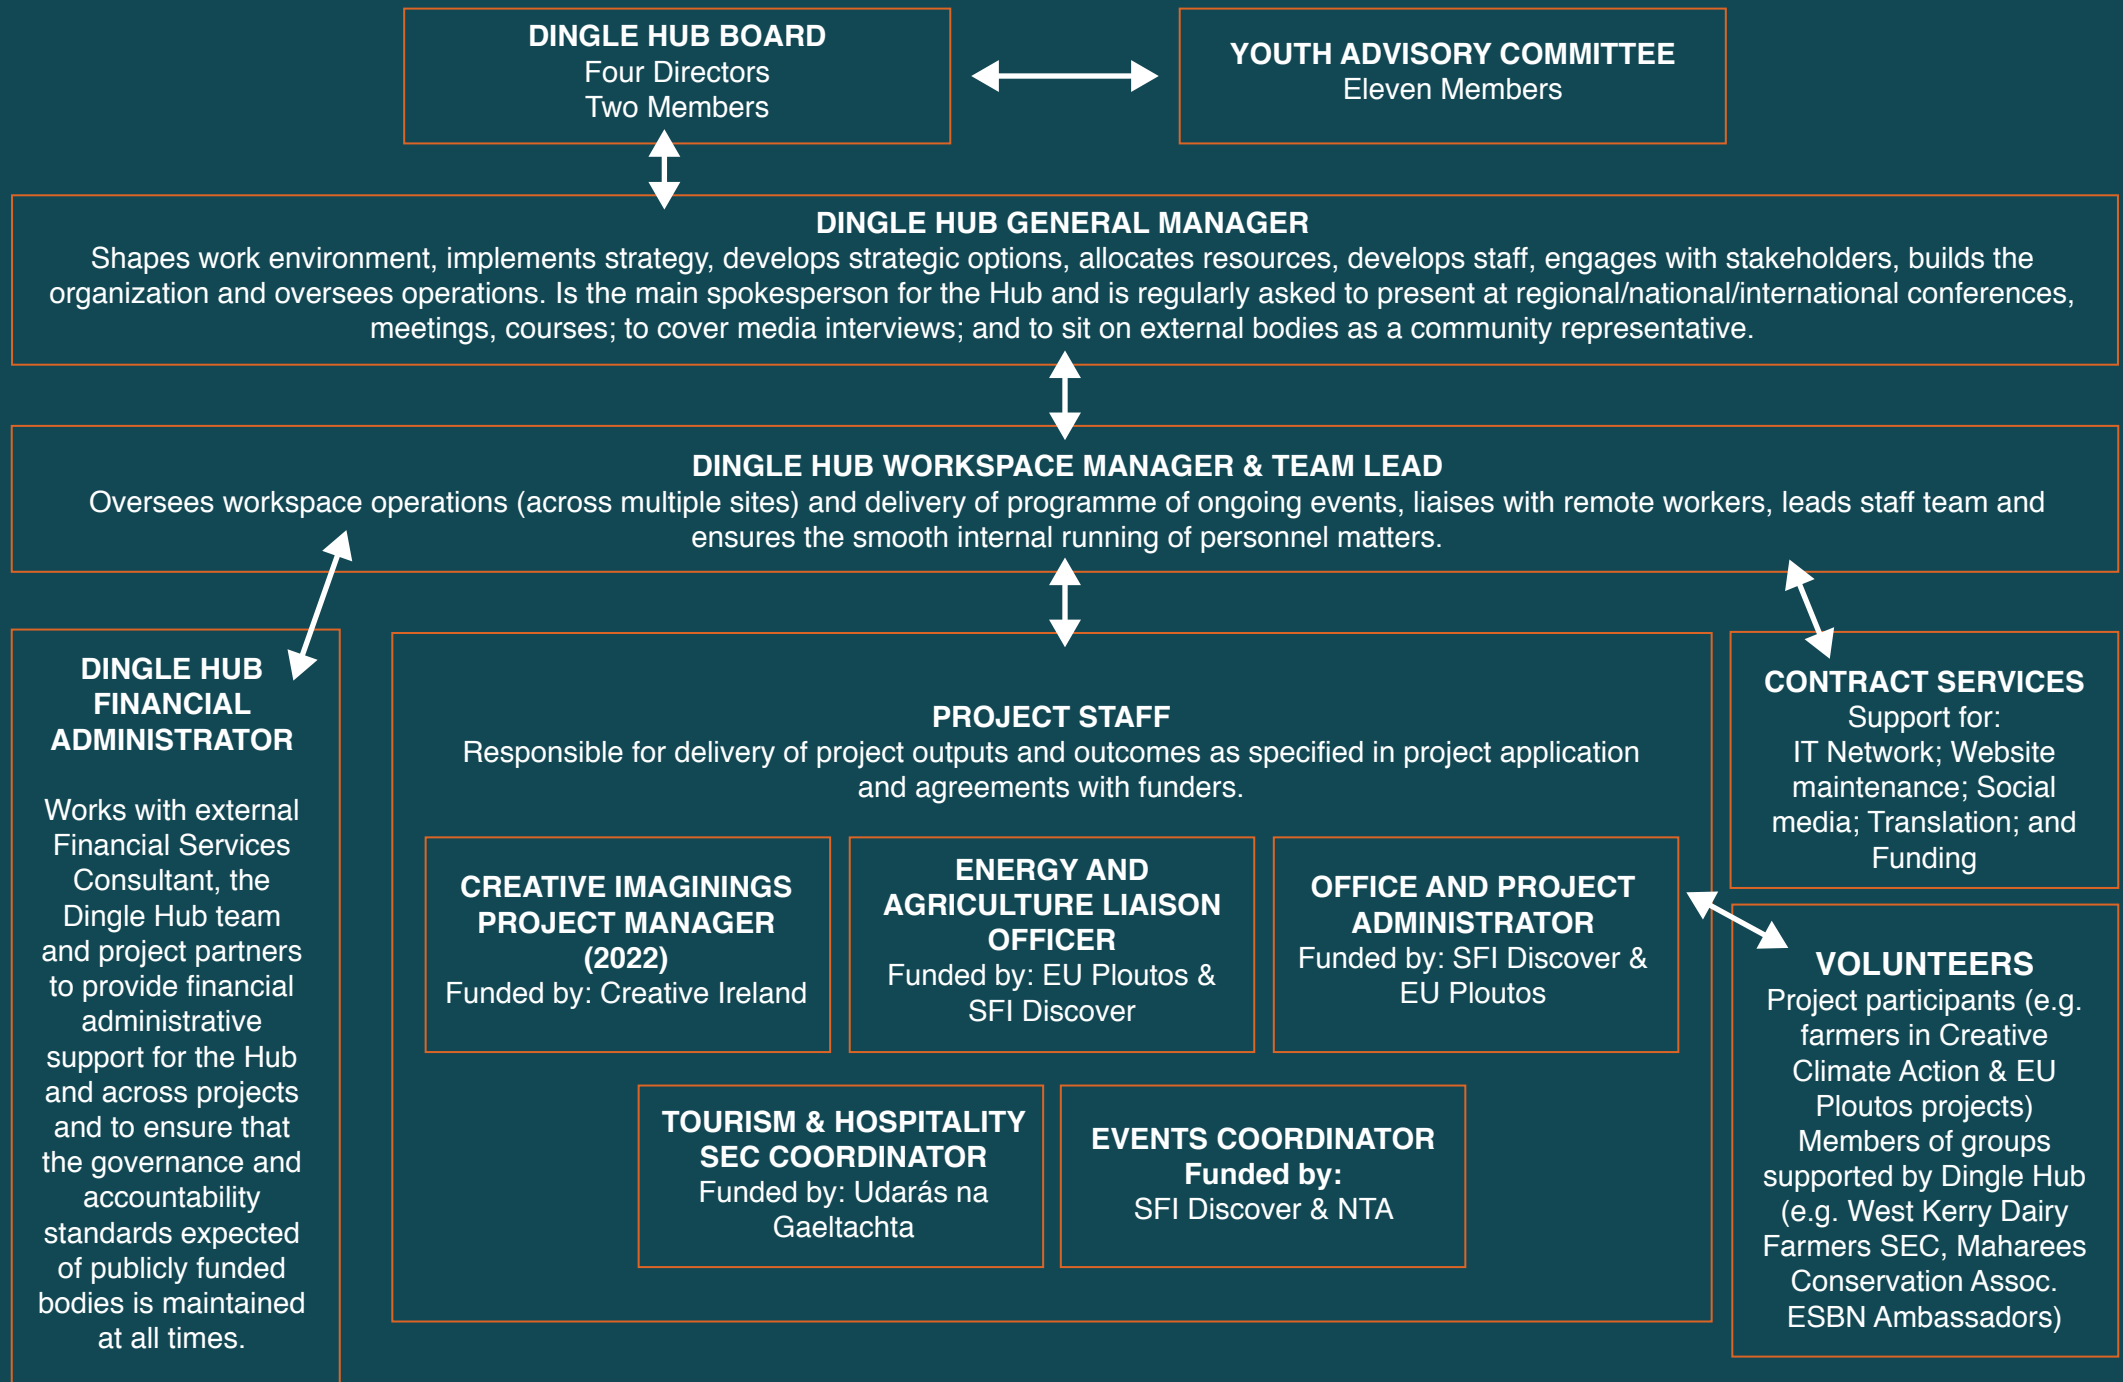 DINGLE HUB BOARD
Four Directors
Two Members
YOUTH ADVISORY COMMITTEE
Eleven Members
DINGLE HUB GENERAL MANAGER
Shapes work environment, implements strategy, develops strategic options, allocates resources, develops staff, engages with stakeholders, builds the
organization and oversees operations. Is the main spokesperson for the Hub and is regularly asked to present at regional/national/international conferences,
meetings, courses; to cover media interviews; and to sit on external bodies as a community representative.
DINGLE HUB WORKSPACE MANAGER & TEAM LEAD
Oversees workspace operations (across multiple sites) and delivery of programme of ongoing events, liaises with remote workers, leads staff team and
ensures the smooth internal running of personnel matters.
DINGLE HUB
FINANCIAL
ADMINISTRATOR
Works with external
Financial Services
Consultant, the
Dingle Hub team
and project partners
to provide financial
administrative
support for the Hub
and across projects
and to ensure that
the governance and
accountability
standards expected
of publicly funded
bodies is maintained
at all times.
PROJECT STAFF
Responsible for delivery of project outputs and outcomes as specified in project application
and agreements with funders.
CREATIVE IMAGININGS
PROJECT MANAGER
(2022)
Funded by: Creative Ireland
ENERGY AND
AGRICULTURE LIAISON
OFFICER
Funded by: EU Ploutos &
SFI Discover
OFFICE AND PROJECT
ADMINISTRATOR
Funded by: SFI Discover &
EU Ploutos
TOURISM & HOSPITALITY
SEC COORDINATOR
Funded by: Udarás na
Gaeltachta
EVENTS COORDINATOR
Funded by:
SFI Discover & NTA
CONTRACT SERVICES
Support for:
IT Network; Website
maintenance; Social
media; Translation; and
Funding
VOLUNTEERS
Project participants (e.g.
farmers in Creative
Climate Action & EU
Ploutos projects)
Members of groups
supported by Dingle Hub
(e.g. West Kerry Dairy
Farmers SEC, Maharees
Conservation Assoc.
ESBN Ambassadors)